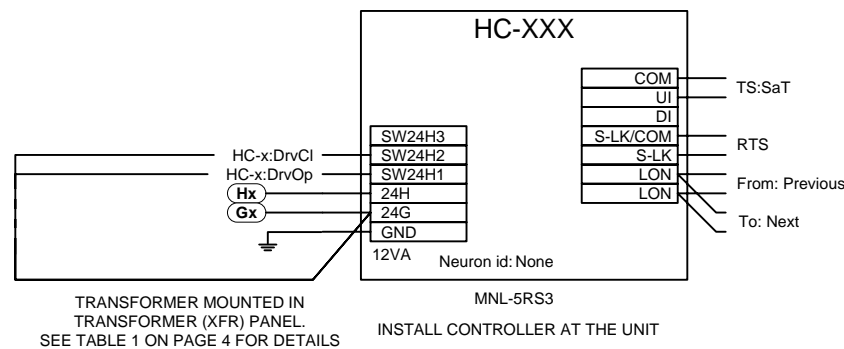 HC-XXX
COM
UI
DI
S-LK/COM
S-LK
LON
LON
TS:SaT
RTS
From: Previous
To: Next
HC-x:DrvCl
HC-x:DrvOp
Hx
Gx
SW24H3
SW24H2
SW24H1
24H
24G
GND
12VA
Neuron id: None
MNL-5RS3
TRANSFORMER MOUNTED IN
TRANSFORMER (XFR) PANEL.
SEE TABLE 1 ON PAGE 4 FOR DETAILS
INSTALL CONTROLLER AT THE UNIT